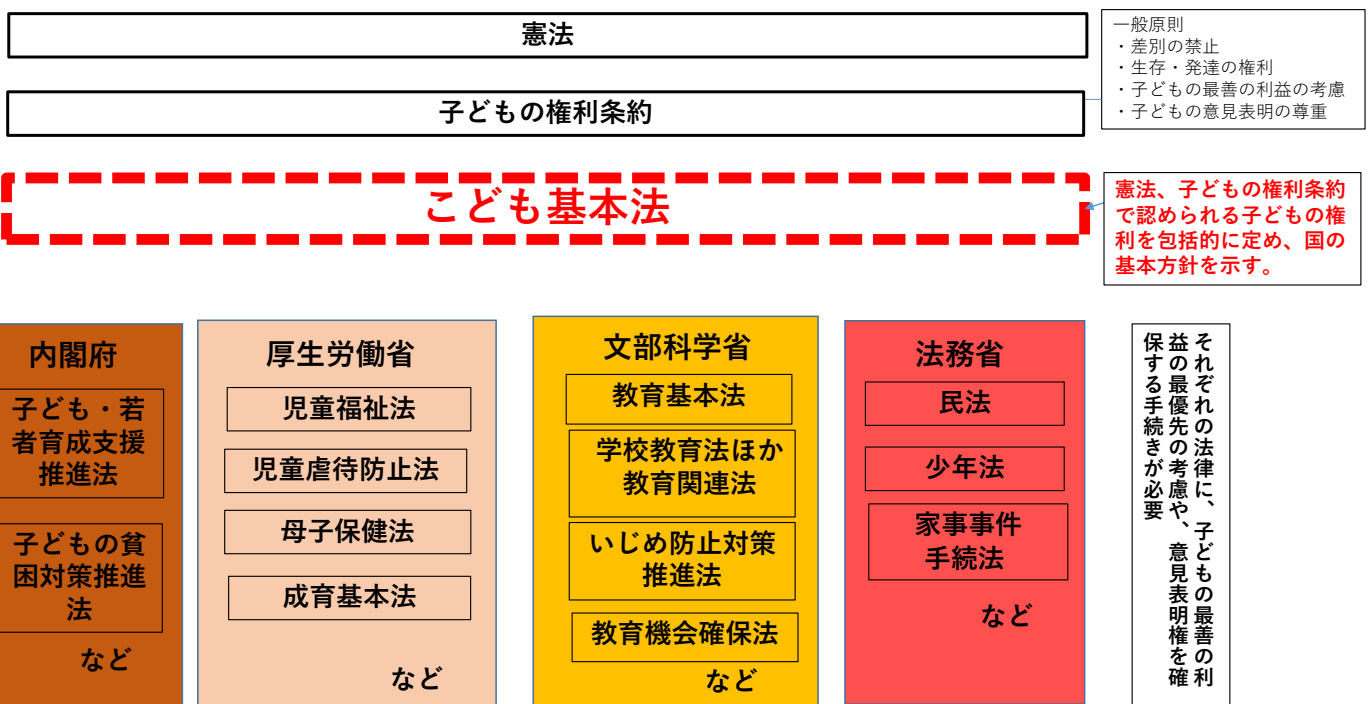 憲法
一般原則
・差別の禁止
・生存・発達の権利
・子どもの最善の利益の考慮
・子どもの意見表明の尊重
子どもの権利条約
こども基本法
憲法、子どもの権利条約
で認められる子どもの権
利を包括的に定め、国の
基本方針を示す。
内閣府
子ども・若
者育成支援
推進法
子どもの貧
困対策推進
法
など
厚生労働省
児童福祉法
児童虐待防止法
母子保健法
成育基本法
など
文部科学省
教育基本法
学校教育法ほか
教育関連法
いじめ防止対策
推進法
教育機会確保法
など
法務省
民法
少年法
家事事件
手続法
など
それぞれの法律に、子どもの最善の利
益の最優先の考慮や、意見表明権を確
保する手続きが必要